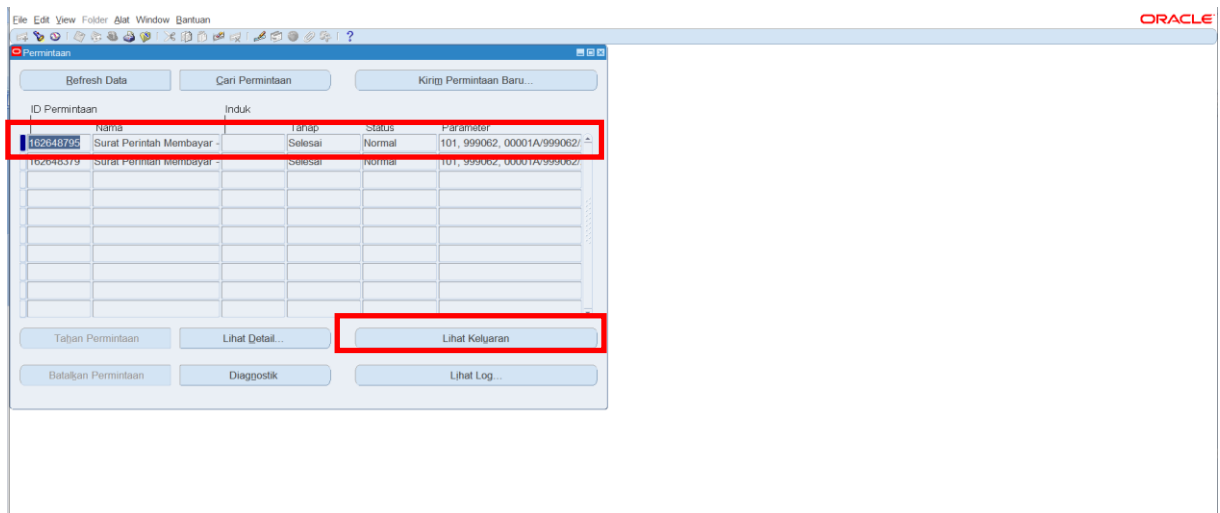 File Edit View Folder Alat Window Bantuan
ORACLE
Permintaan
Refresh Data
Cari Permintaan
Kirim Permintaan Baru...
ID Permintaan
Induk
Nama
Tahap
Status
Parameter
162648795 Surat Perintah Membayar - Selesai Normal 101, 999062, 00001A/999062/
162648379 Surat Perintah Membayar - Selesai Normal 101, 999062, 00001A/999062/
Tahan Permintaan
Lihat Detail...
Lihat Keluaran
Batalkan Permintaan
Diagnostik
Lihat Log...